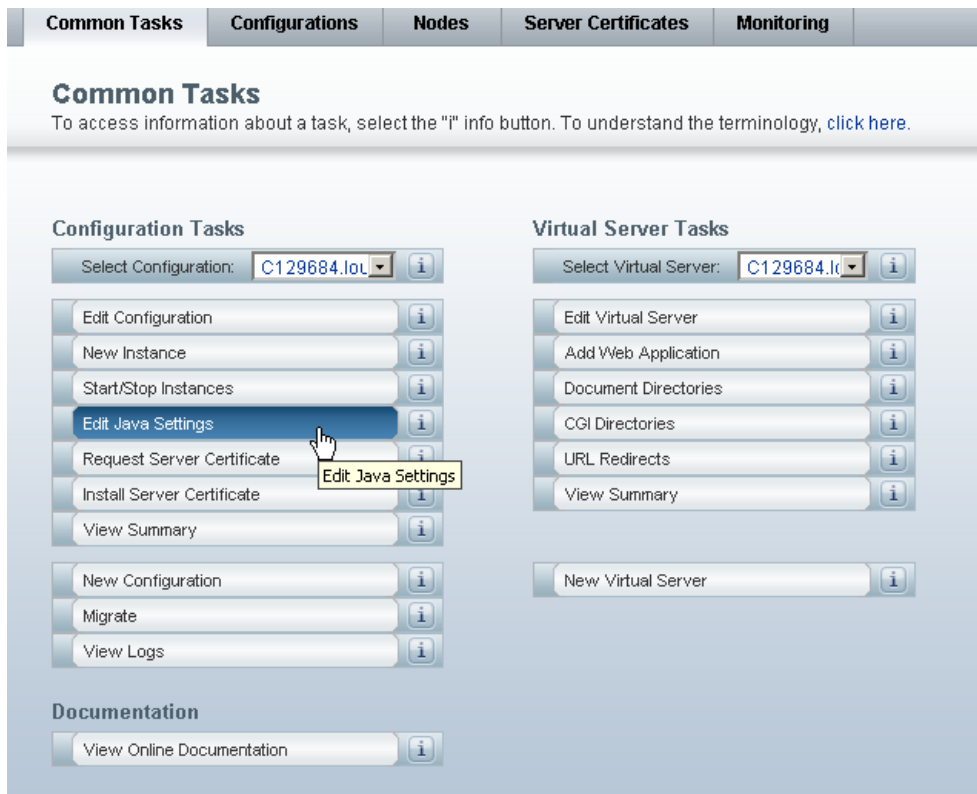 Common Tasks Configurations Nodes Server Certificates Monitoring
Common Tasks
To access information about a task, select the "i" info button. To understand the terminology, click here.
Configuration Tasks
Select Configuration: C129684.lou i
Edit Configuration i
New Instance i
Start/Stop Instances i
Edit Java Settings i
Request Server Certificate i
Edit Java Settings
Install Server Certificate i
View Summary i
New Configuration i
Migrate i
View Logs i
Documentation
View Online Documentation i
Virtual Server Tasks
Select Virtual Server: C129684.l i
Edit Virtual Server i
Add Web Application i
Document Directories i
CGI Directories i
URL Redirects i
View Summary i
New Virtual Server i